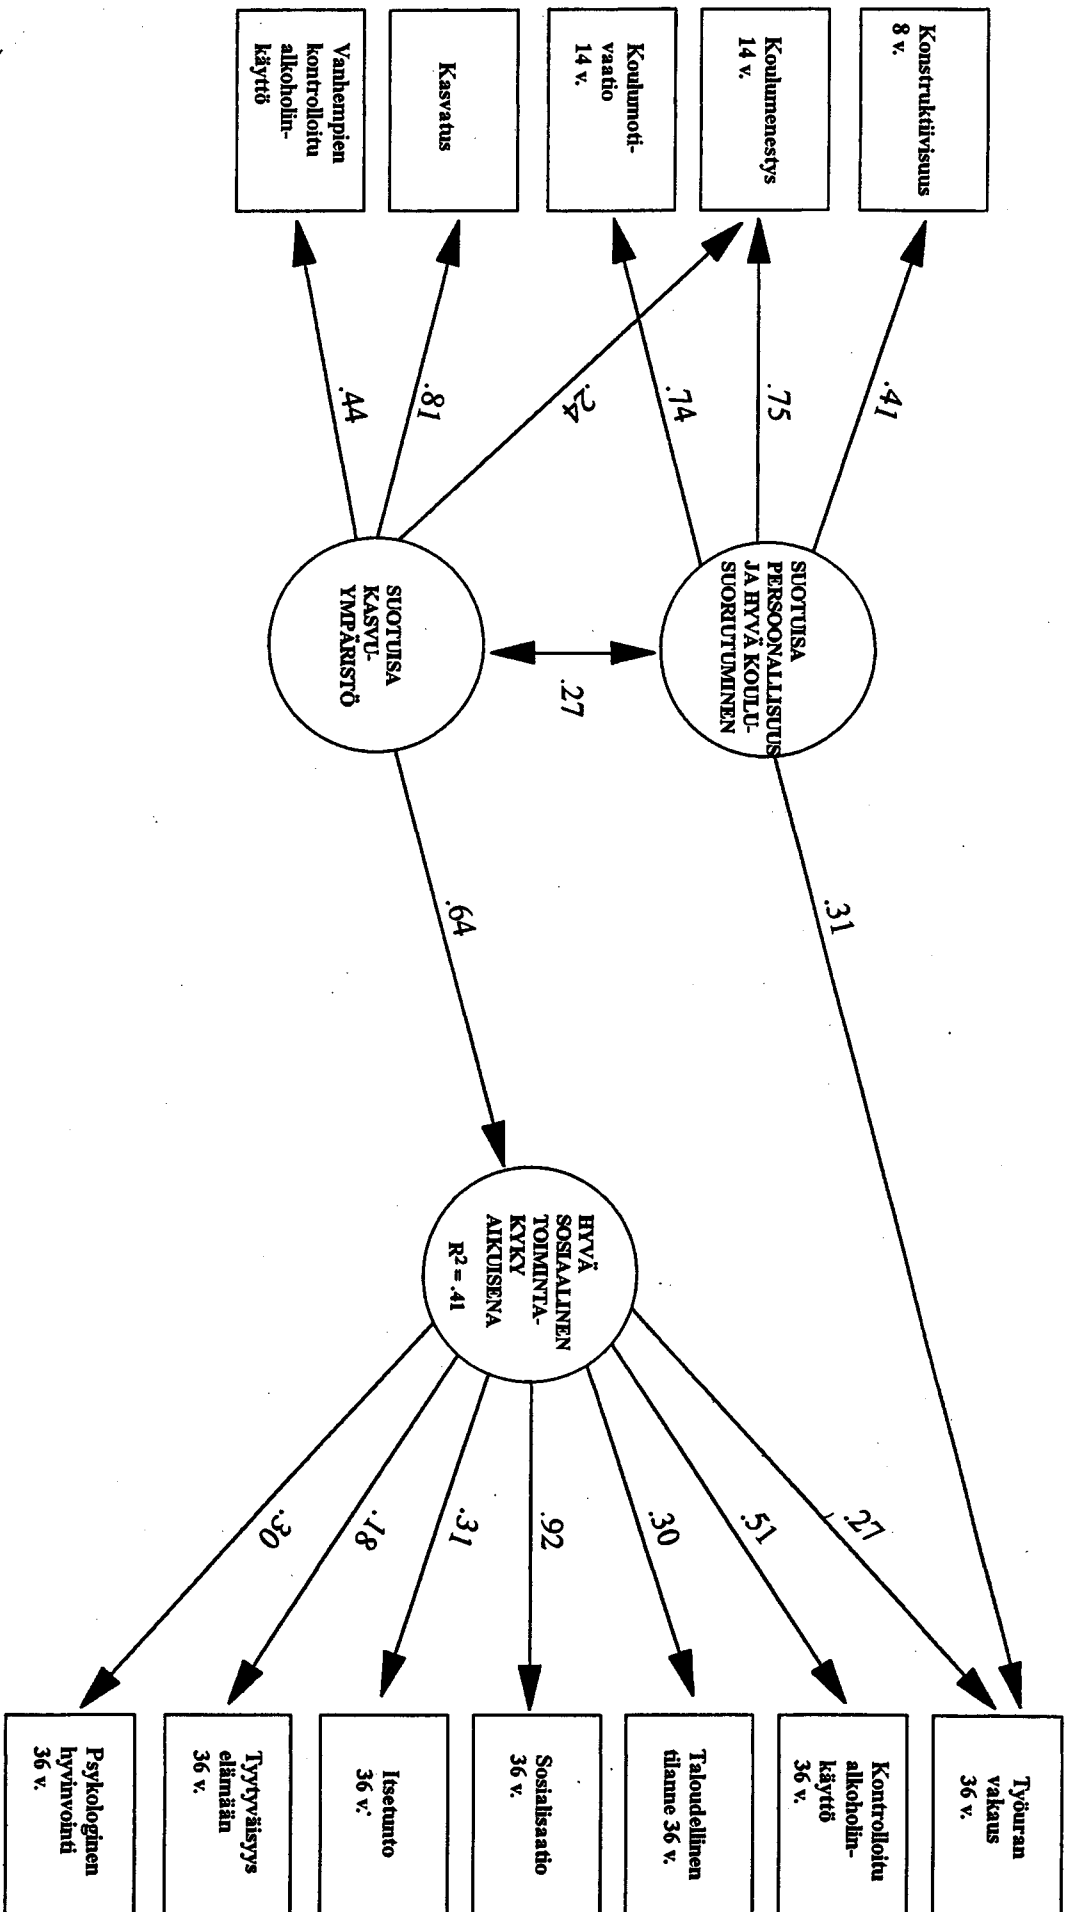 Konstruktiivisuus
8 v.
Koulumenestys
14 v.
Koulumoti-
vaatio
14 v.
Kasvatus
Vanhempien
kontrolloitu
alkoholin-
käyttö
.41
.75
.74
.24
.81
.44
SUOTUISA
PERSOONALLISUUS
JA HYVÄ KOULU-
SUORIUTUMINEN
.27
SUOTUISA
KASVU-
YMPÄRISTÖ
.31
.64
HYVÄ
SOSIAALINEN
TOIMINTA-
KYKY
AIKUISENA
R² = .41
.27
.51
.30
.92
.31
.18
.30
Työuran
vakaus
36 v.
Kontrolloitu
alkoholin-
käyttö
36 v.
Taloudellinen
tilanne 36 v.
Sosialisaatio
36 v.
Itsetunto
36 v.
Tyytyväisyys
elämään
36 v.
Psykologinen
hyvinvointi
36 v.